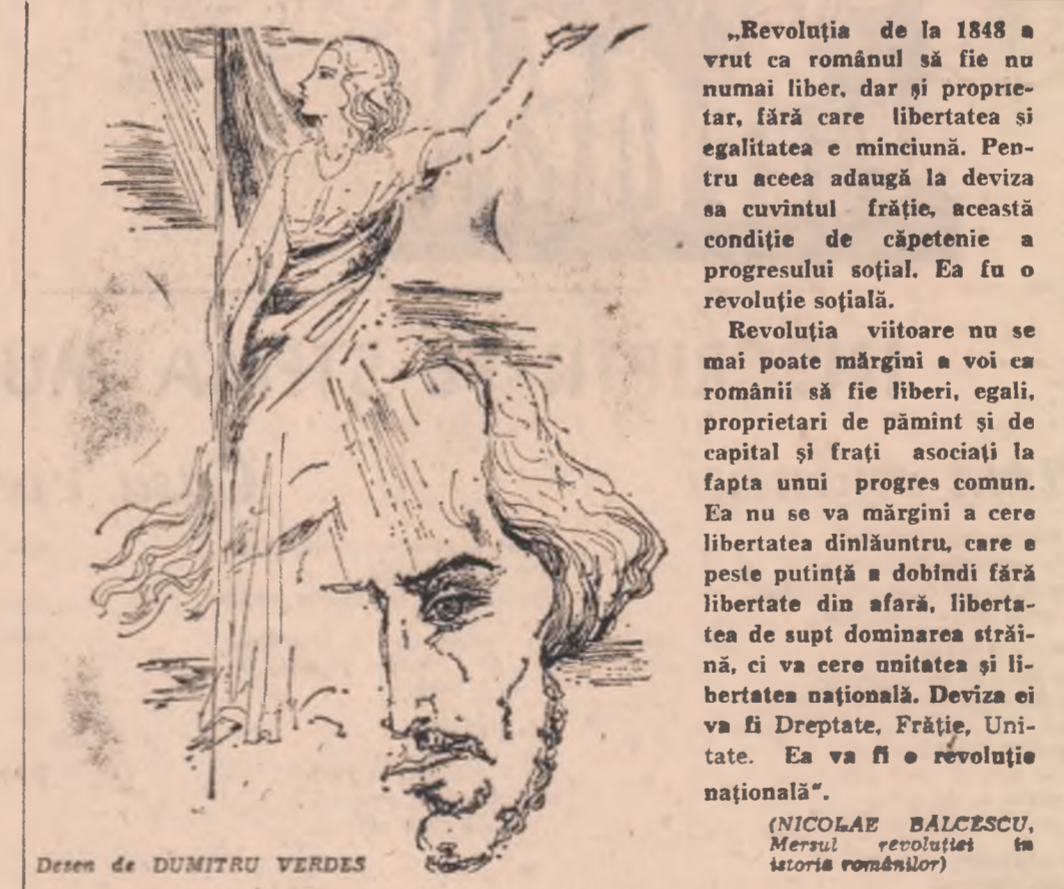 „Revoluția de la 1848 a
vrut ca românul să fie nu
numai liber, dar și proprie-
tar, fără care libertatea și
egalitatea e minciună. Pen-
tru aceea adaugă la deviza
sa cuvîntul frăție, această
condiție de căpetenie a
progresului soțial. Ea fu o
revoluție soțială.
Revoluția viitoare nu se
mai poate mărgini a voi ca
românii să fie liberi, egali,
proprietari de pămînt și de
capital și frați asociați la
fapta unui progres comun.
Ea nu se va mărgini a cere
libertatea dinlăuntru, care e
peste putință a dobîndi fără
libertate din afară, liberta-
tea de supt dominarea străi-
nă, ci va cere unitatea și li-
bertatea națională. Deviza ei
va fi Dreptate, Frăție, Uni-
tate. Ea va fi o revoluție
națională“.
(NICOLAE BĂLCESCU,
Mersul revoluției în
istoria românilor)
Desen de DUMITRU VERDES